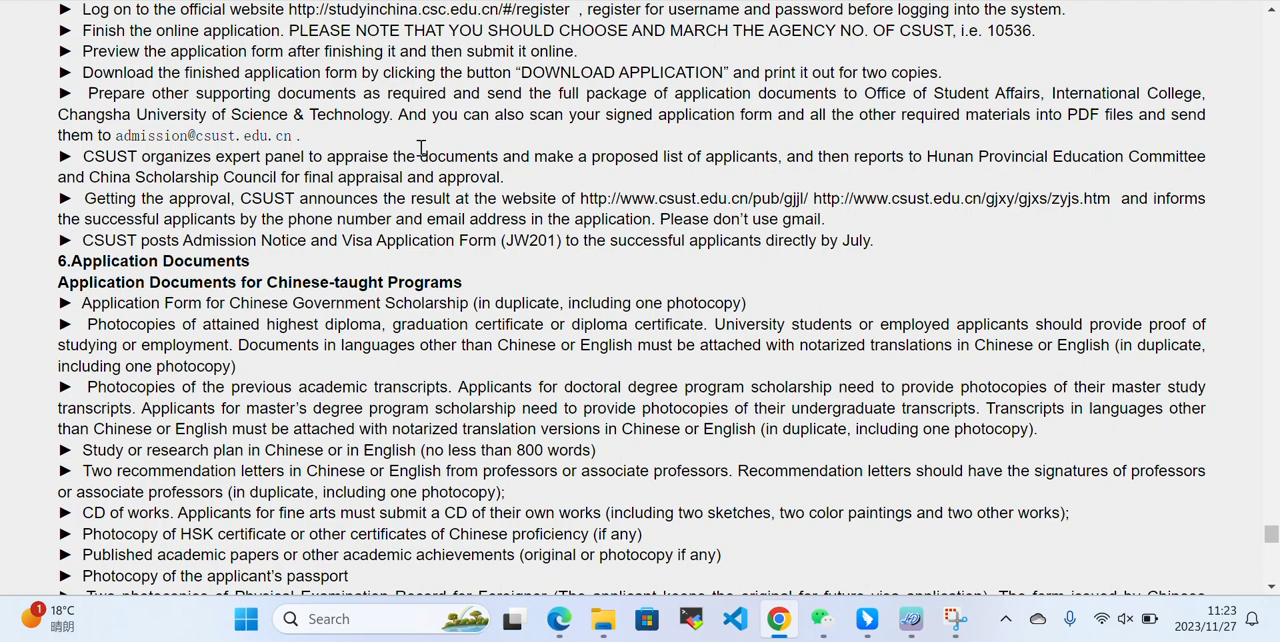 ► Log on to the official website http://studyinchina.csc.edu.cn/#/register , register for username and password before logging into the system.
► Finish the online application. PLEASE NOTE THAT YOU SHOULD CHOOSE AND MARCH THE AGENCY NO. OF CSUST, i.e. 10536.
► Preview the application form after finishing it and then submit it online.
► Download the finished application form by clicking the button “DOWNLOAD APPLICATION” and print it out for two copies.
► Prepare other supporting documents as required and send the full package of application documents to Office of Student Affairs, International College,
Changsha University of Science & Technology. And you can also scan your signed application form and all the other required materials into PDF files and send
them to admission@csust.edu.cn .
► CSUST organizes expert panel to appraise the documents and make a proposed list of applicants, and then reports to Hunan Provincial Education Committee
and China Scholarship Council for final appraisal and approval.
► Getting the approval, CSUST announces the result at the website of http://www.csust.edu.cn/pub/gjjl/ http://www.csust.edu.cn/gjxy/gjxs/zyjs.htm and informs
the successful applicants by the phone number and email address in the application. Please don’t use gmail.
► CSUST posts Admission Notice and Visa Application Form (JW201) to the successful applicants directly by July.
6.Application Documents
Application Documents for Chinese-taught Programs
► Application Form for Chinese Government Scholarship (in duplicate, including one photocopy)
► Photocopies of attained highest diploma, graduation certificate or diploma certificate. University students or employed applicants should provide proof of
studying or employment. Documents in languages other than Chinese or English must be attached with notarized translations in Chinese or English (in duplicate,
including one photocopy)
► Photocopies of the previous academic transcripts. Applicants for doctoral degree program scholarship need to provide photocopies of their master study
transcripts. Applicants for master’s degree program scholarship need to provide photocopies of their undergraduate transcripts. Transcripts in languages other
than Chinese or English must be attached with notarized translation versions in Chinese or English (in duplicate, including one photocopy).
► Study or research plan in Chinese or in English (no less than 800 words)
► Two recommendation letters in Chinese or English from professors or associate professors. Recommendation letters should have the signatures of professors
or associate professors (in duplicate, including one photocopy);
► CD of works. Applicants for fine arts must submit a CD of their own works (including two sketches, two color paintings and two other works);
► Photocopy of HSK certificate or other certificates of Chinese proficiency (if any)
► Published academic papers or other academic achievements (original or photocopy if any)
► Photocopy of the applicant’s passport
► Two photocopies of Physical Examination Record for Foreigner (The applicant keeps the original for future visa application). The form issued by Chinese
1
18°C
晴朗
Search
11:23
2023/11/27